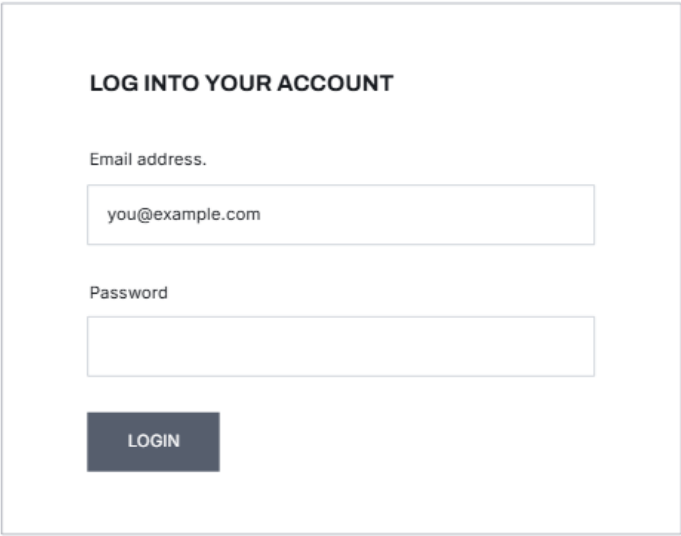 LOG INTO YOUR ACCOUNT
Email address.
you@example.com
Password
LOGIN